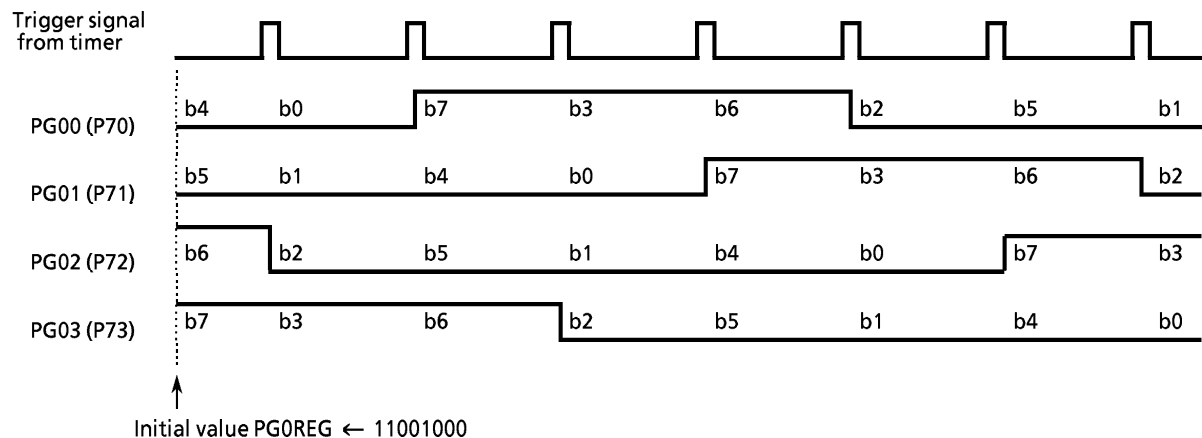 Trigger signal
from timer
PG00 (P70) b4 b0 b7 b3 b6 b2 b5 b1
PG01 (P71) b5 b1 b4 b0 b7 b3 b6 b2
PG02 (P72) b6 b2 b5 b1 b4 b0 b7 b3
PG03 (P73) b7 b3 b6 b2 b5 b1 b4 b0
Initial value PG0REG ← 11001000